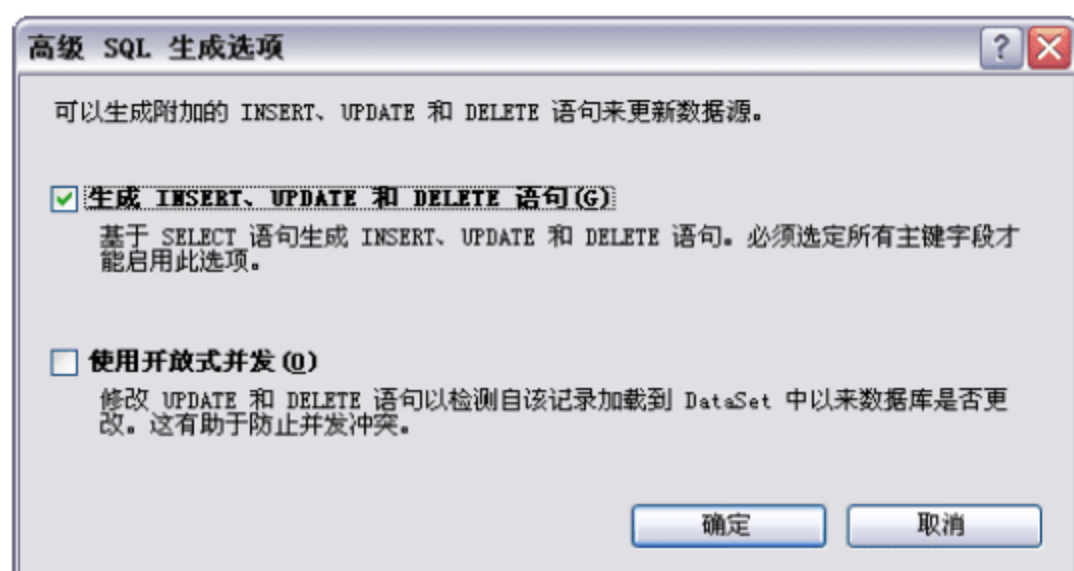 高级 SQL 生成选项
可以生成附加的 INSERT、UPDATE 和 DELETE 语句来更新数据源。
生成 INSERT、UPDATE 和 DELETE 语句(G)
基于 SELECT 语句生成 INSERT、UPDATE 和 DELETE 语句。必须选定所有主键字段才
能启用此选项。
使用开放式并发(O)
修改 UPDATE 和 DELETE 语句以检测自该记录加载到 DataSet 中以来数据库是否更
改。这有助于防止并发冲突。
确定 取消